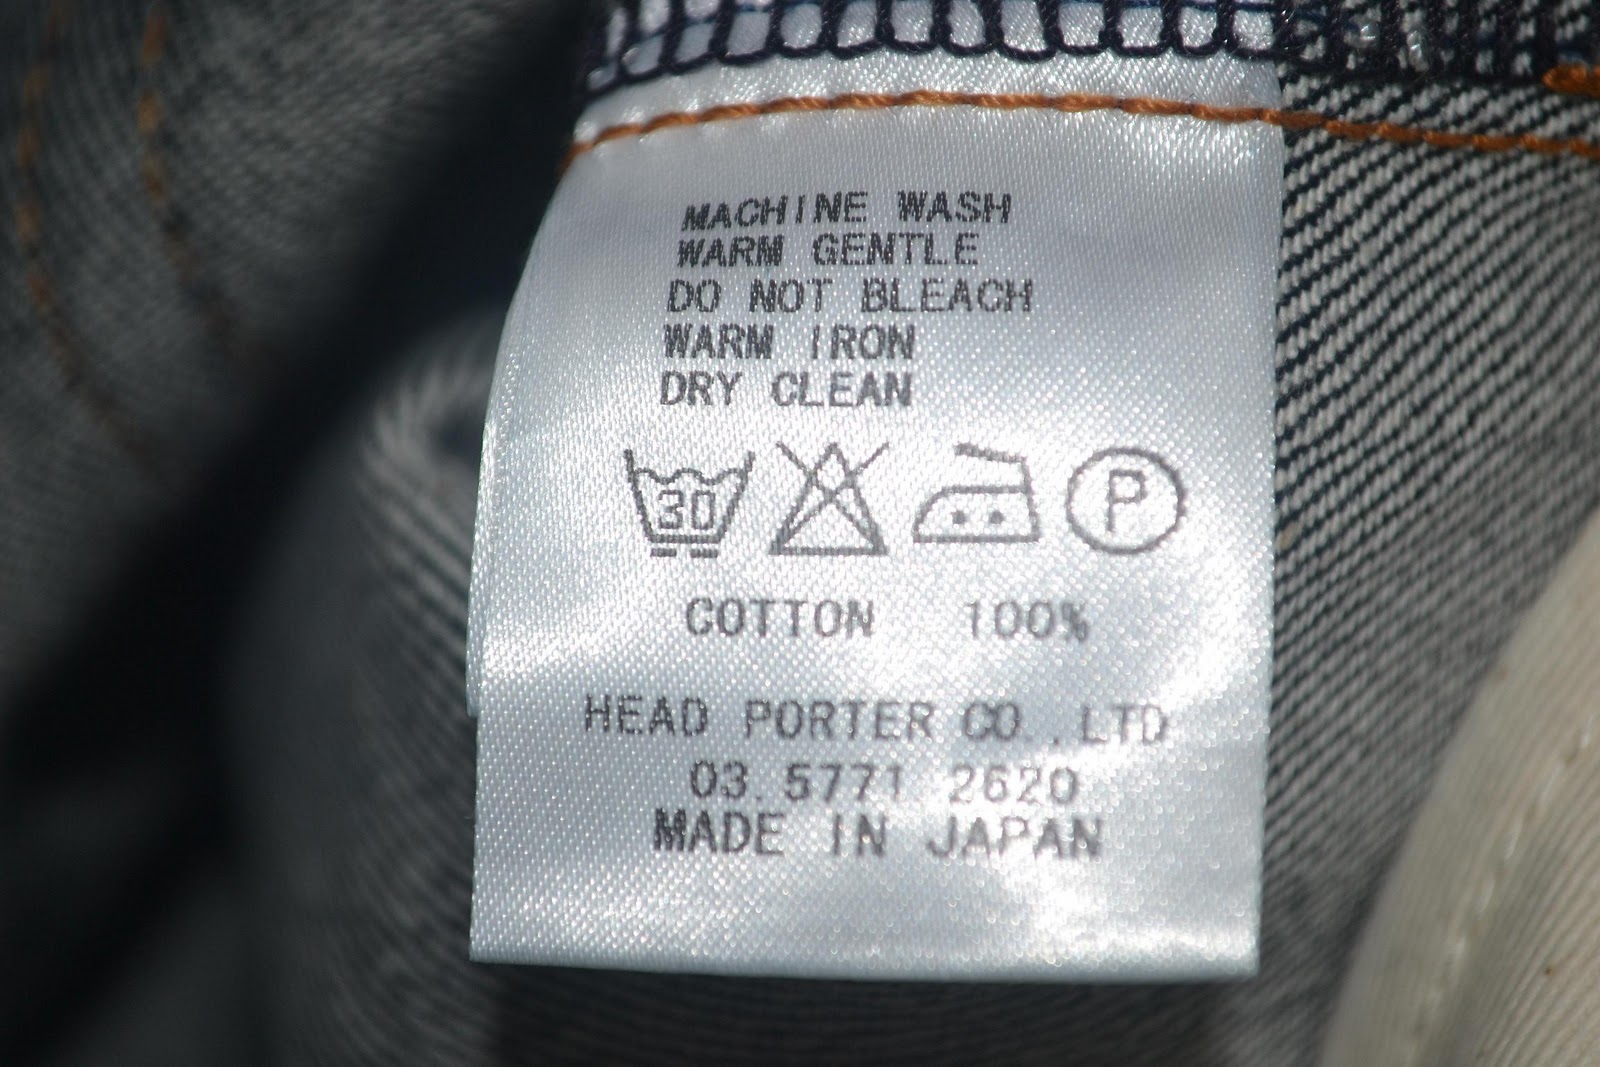 MACHINE WASH
WARM GENTLE
DO NOT BLEACH
WARM IRON
DRY CLEAN
30 P
COTTON 100%
HEAD PORTER CO.,LTD
03.5771 2620
MADE IN JAPAN